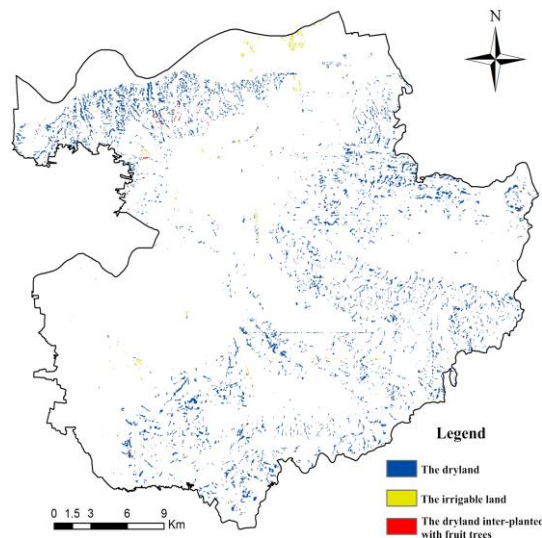 N
Legend
The dryland
The irrigable land
The dryland inter-planted
with fruit trees
0 1.5 3 6 9
Km